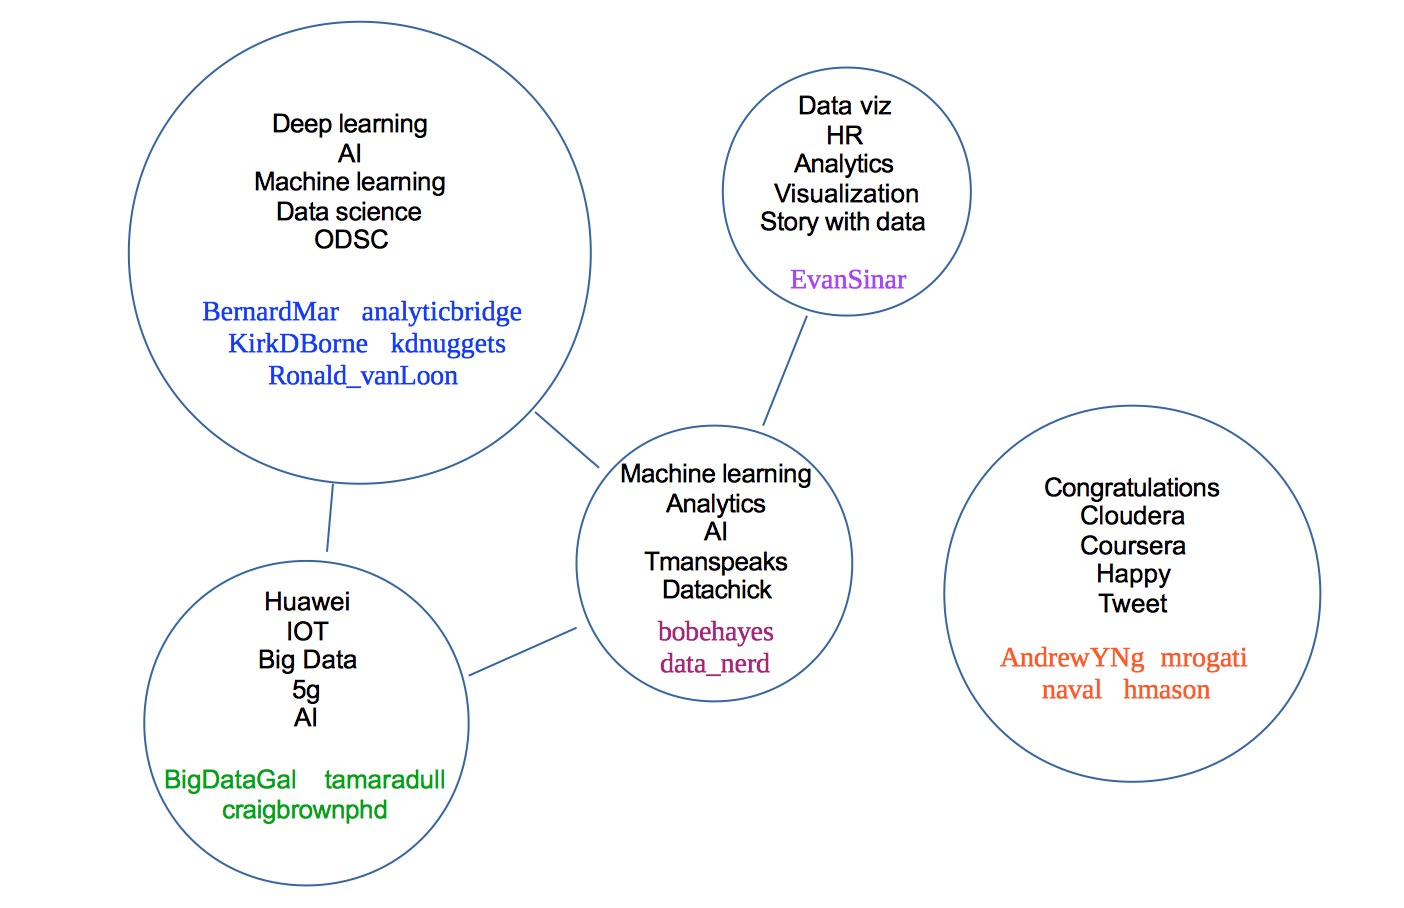 Deep learning
AI
Machine learning
Data science
ODSC
BernardMar analyticbridge
KirkDBorne kdnuggets
Ronald_vanLoon
Data viz
HR
Analytics
Visualization
Story with data
EvanSinar
Machine learning
Analytics
AI
Tmanspeaks
Datachick
bobehayes
data_nerd
Congratulations
Cloudera
Coursera
Happy
Tweet
AndrewYNg mrogati
naval hmason
Huawei
IOT
Big Data
5g
AI
BigDataGal tamaradull
craigbrownphd